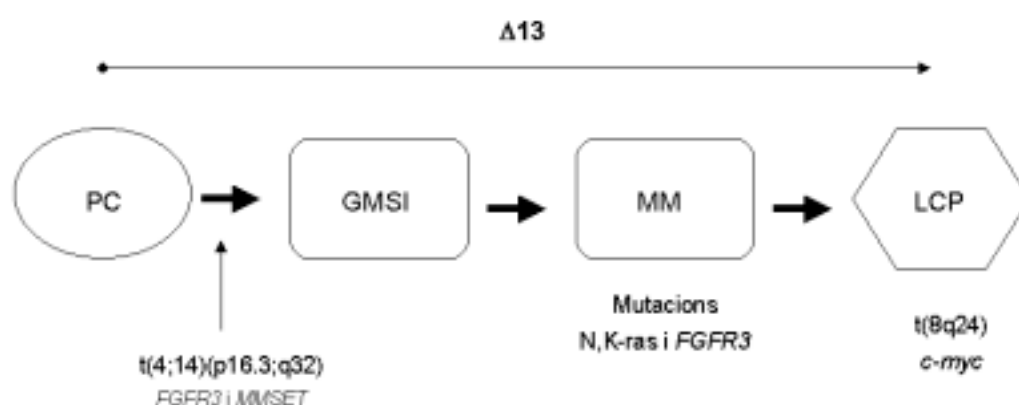 Δ13
PC
GMSI
MM
LCP
Mutacions
N,K-ras i FGFR3
t(4;14)(p16.3;q32)
FGFR3 i MMSET
t(8q24)
c-myc